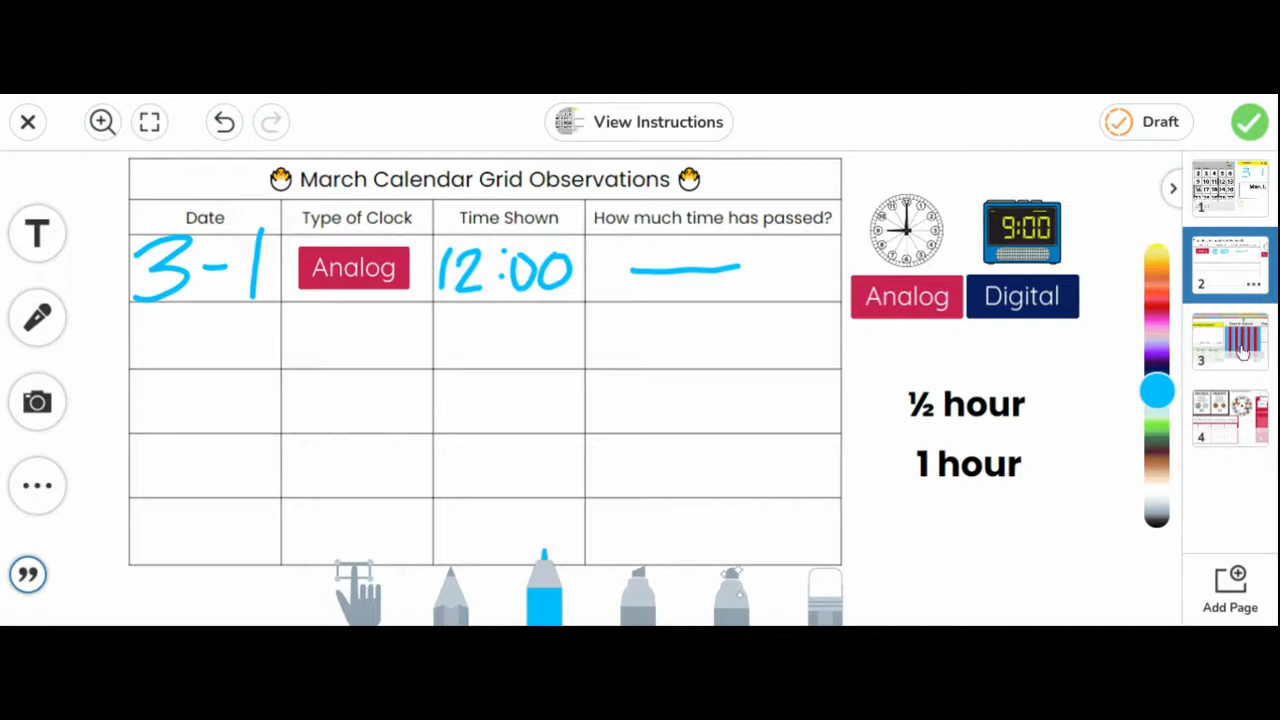 View Instructions
Draft
March Calendar Grid Observations
Date Type of Clock Time Shown How much time has passed?
3-1 Analog 12:00 —
9:00
Analog Digital
½ hour
1 hour
T
1
2
3
4
Add Page